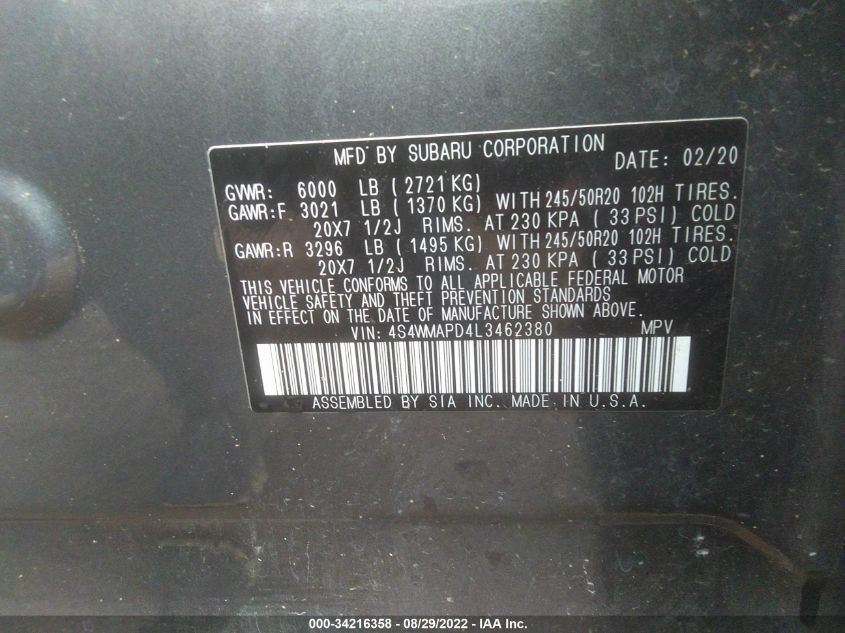 MFD BY SUBARU CORPORATION DATE: 02/20
GVWR: 6000 LB ( 2721 KG)
GAWR:F 3021 LB ( 1370 KG) WITH 245/50R20 102H TIRES.
20X7 1/2J RIMS. AT 230 KPA ( 33 PSI) COLD
GAWR:R 3296 LB ( 1495 KG) WITH 245/50R20 102H TIRES.
20X7 1/2J RIMS. AT 230 KPA ( 33 PSI) COLD
THIS VEHICLE CONFORMS TO ALL APPLICABLE FEDERAL MOTOR
VEHICLE SAFETY AND THEFT PREVENTION STANDARDS
IN EFFECT ON THE DATE OF MANUFACTURE SHOWN ABOVE.
VIN: 4S4WMAPD4L3462380 MPV
ASSEMBLED BY SIA INC. MADE IN U.S.A.
000-34216358 - 08/29/2022 - IAA Inc.